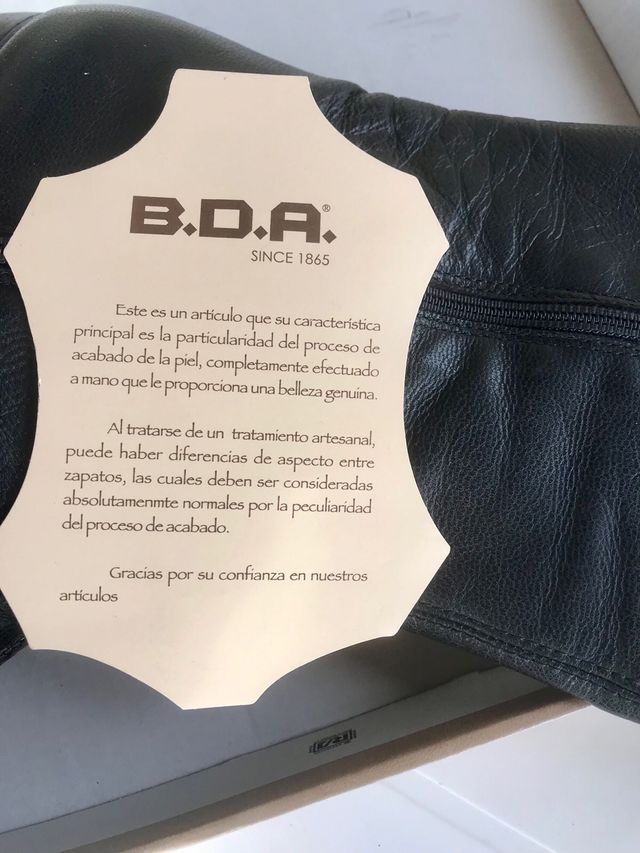 B.D.A.®
SINCE 1865
Este es un artículo que su característica
principal es la particularidad del proceso de
acabado de la piel, completamente efectuado
a mano que le proporciona una belleza genuina.
Al tratarse de un tratamiento artesanal,
puede haber diferencias de aspecto entre
zapatos, las cuales deben ser consideradas
absolutamenmte normales por la peculiaridad
del proceso de acabado.
Gracias por su confianza en nuestros
artículos